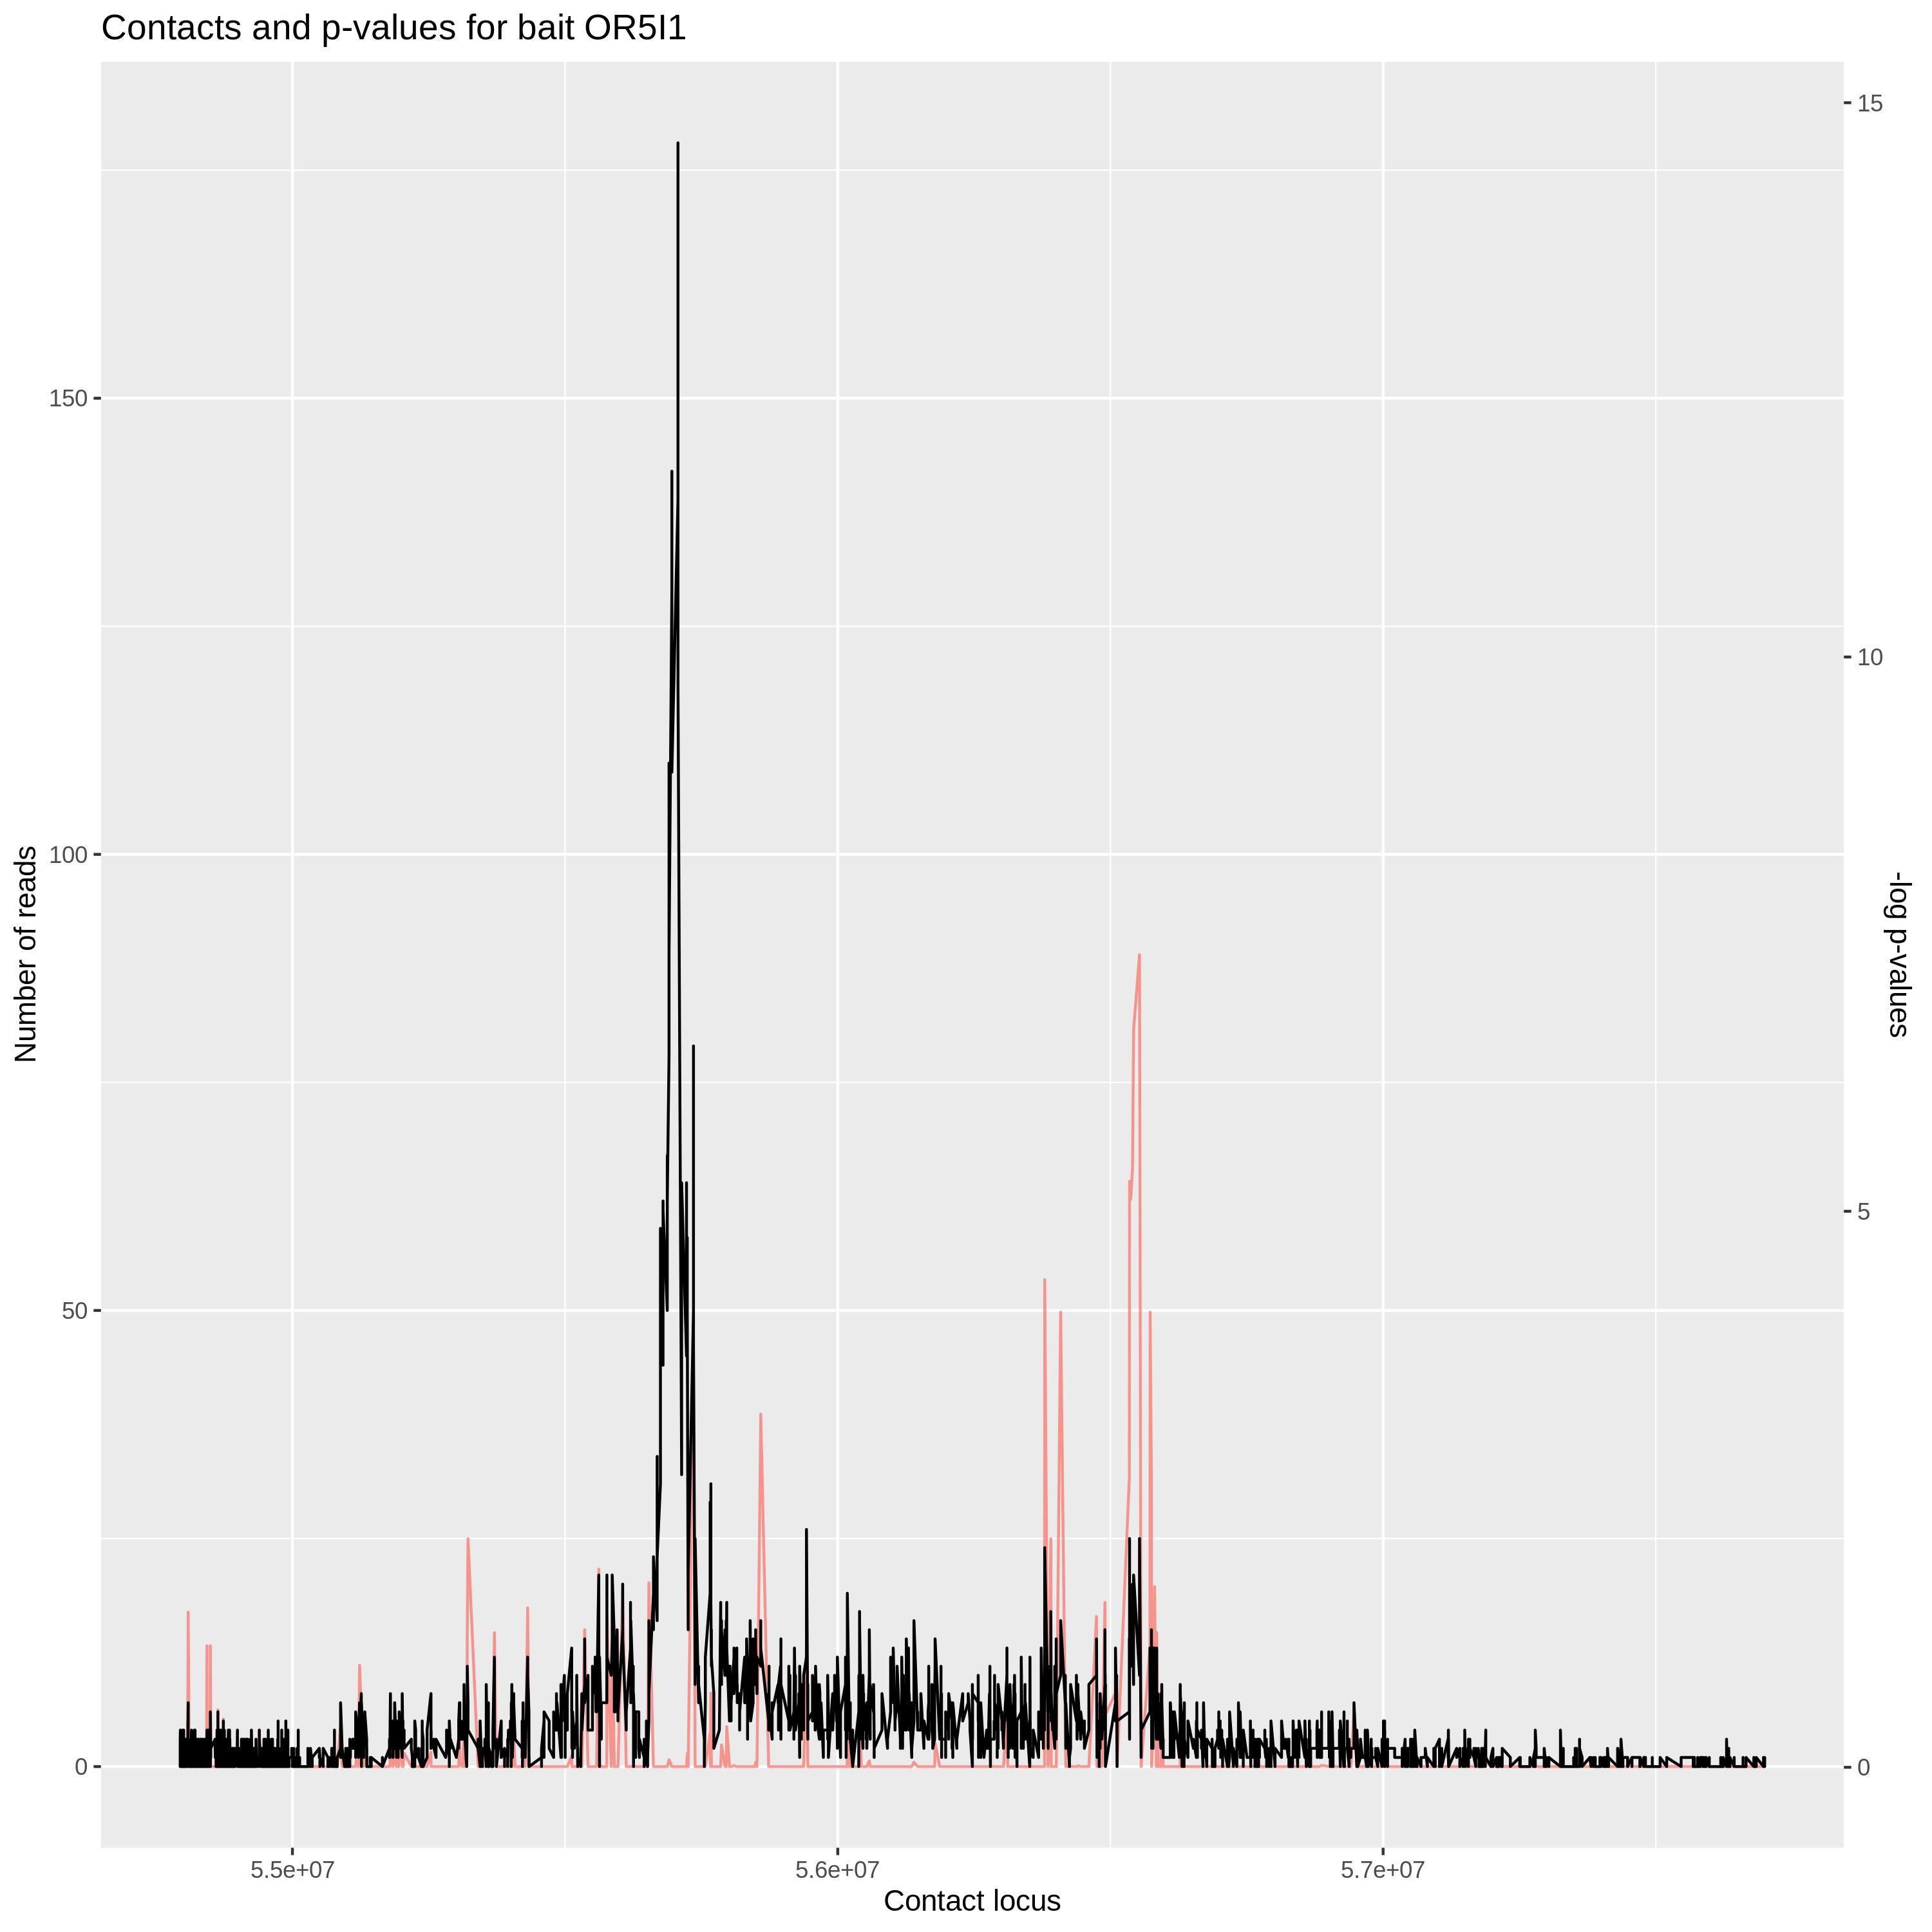 Contacts and p-values for bait OR5I1
15
150
10
Number of reads
100
-log p-values
5
50
0
0
5.5e+07
5.6e+07
5.7e+07
Contact locus